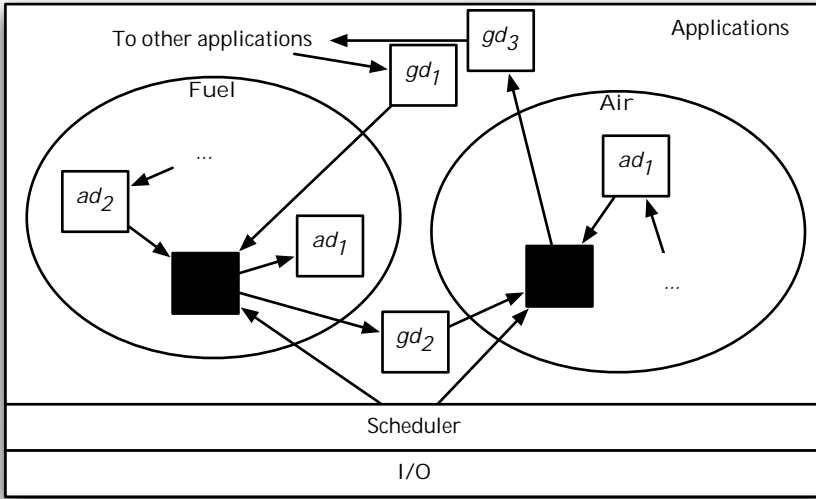 Applications
To other applications
gd3
gd1
Fuel
Air
...
ad1
ad2
ad1
...
gd2
Scheduler
I/O